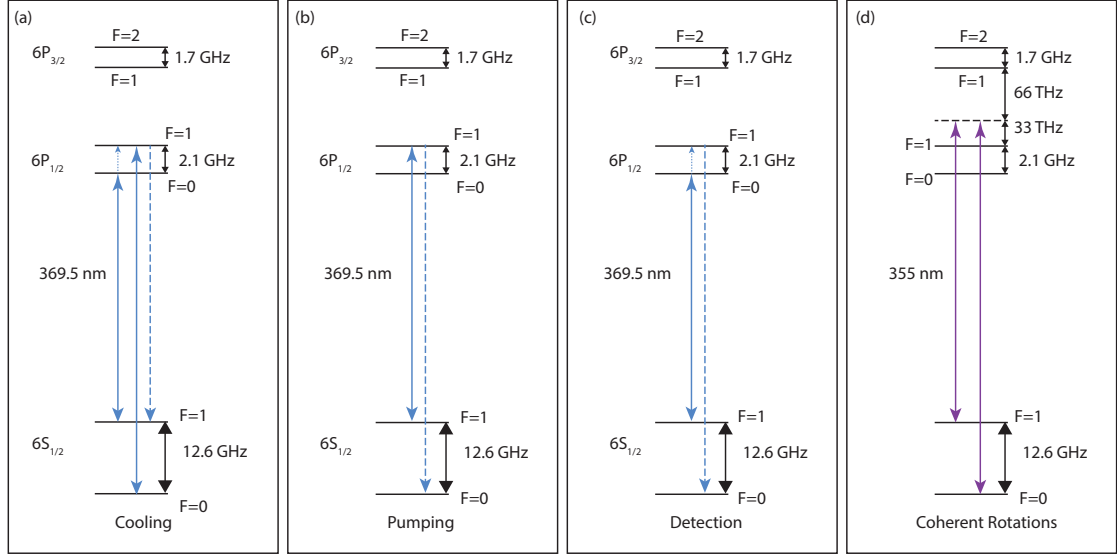 (a)
F=2
6P3/2
1.7 GHz
F=1
F=1
6P1/2
2.1 GHz
F=0
369.5 nm
F=1
6S1/2
12.6 GHz
F=0
Cooling
(b)
F=2
6P3/2
1.7 GHz
F=1
F=1
6P1/2
2.1 GHz
F=0
369.5 nm
F=1
6S1/2
12.6 GHz
F=0
Pumping
(c)
F=2
6P3/2
1.7 GHz
F=1
F=1
6P1/2
2.1 GHz
F=0
369.5 nm
F=1
6S1/2
12.6 GHz
F=0
Detection
(d)
F=2
1.7 GHz
F=1
66 THz
33 THz
F=1
2.1 GHz
F=0
355 nm
F=1
12.6 GHz
F=0
Coherent Rotations